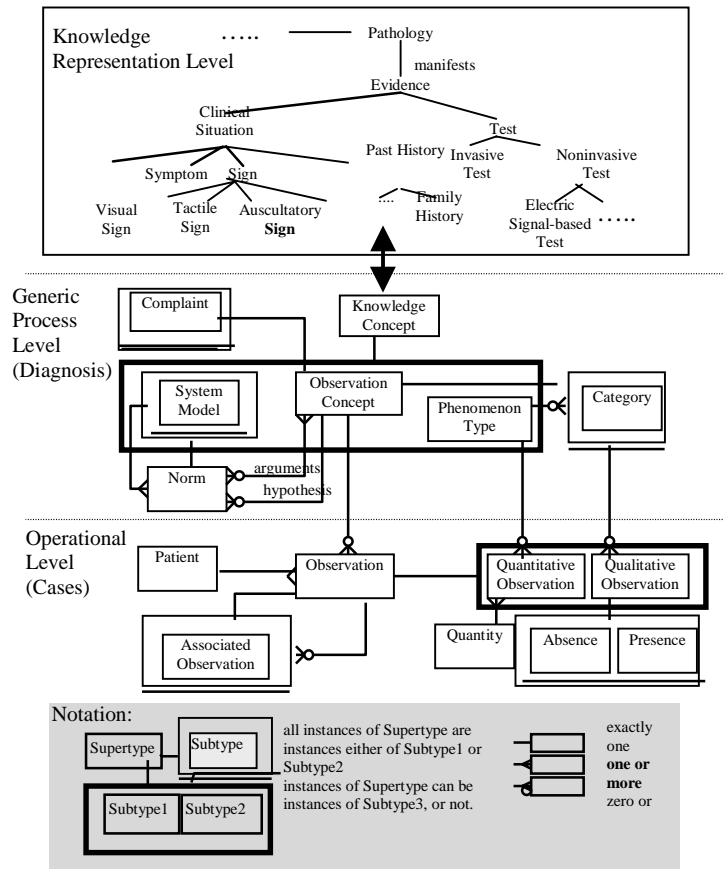 Knowledge
Representation Level
.....
Pathology
manifests
Evidence
Clinical
Situation
Test
Past History
Invasive
Test
Noninvasive
Test
Symptom
Sign
Visual
Sign
Tactile
Sign
Auscultatory
Sign
....
Family
History
Electric
Signal-based
Test
.....
Generic
Process
Level
(Diagnosis)
Complaint
Knowledge
Concept
System
Model
Observation
Concept
Phenomenon
Type
Category
Norm
arguments
hypothesis
Operational
Level
(Cases)
Patient
Observation
Quantitative
Observation
Qualitative
Observation
Associated
Observation
Quantity
Absence
Presence
Notation:
Supertype
Subtype
Subtype1
Subtype2
all instances of Supertype are
instances either of Subtype1 or
Subtype2
instances of Supertype can be
instances of Subtype3, or not.
exactly
one
one or
more
zero or